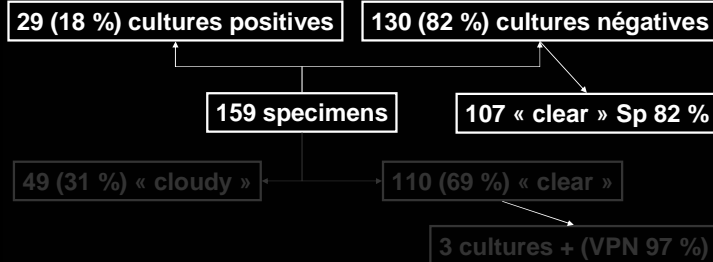 29 (18 %) cultures positives
130 (82 %) cultures négatives
159 specimens
107 « clear » Sp 82 %
49 (31 %) « cloudy »
110 (69 %) « clear »
3 cultures + (VPN 97 %)